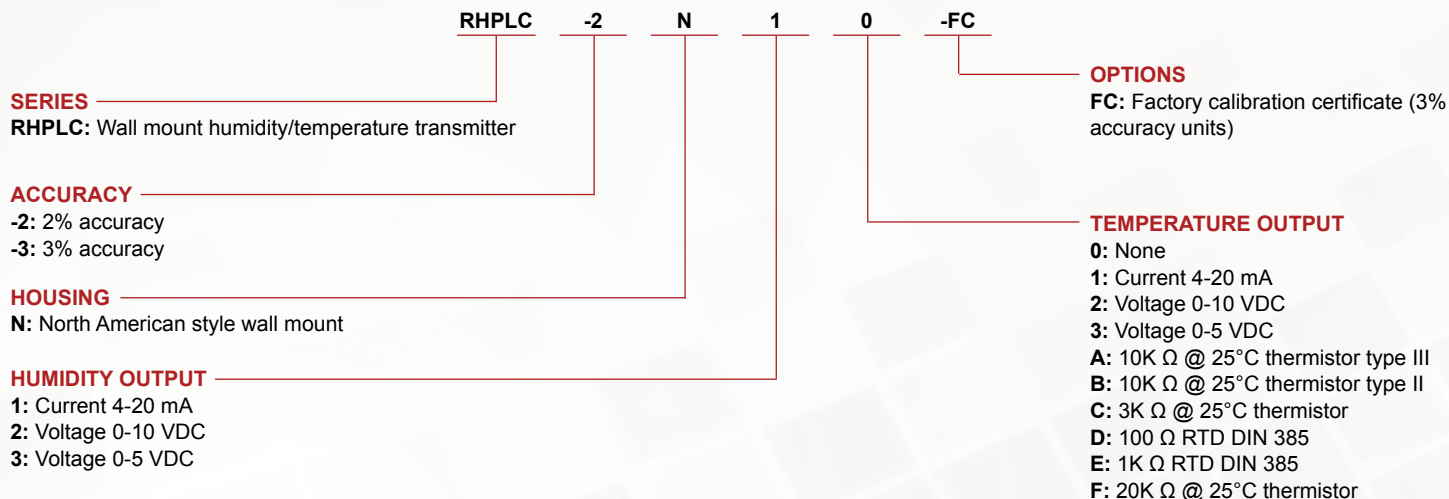 RHPLC -2 N 1 0 -FC
SERIES
RHPLC: Wall mount humidity/temperature transmitter
ACCURACY
-2: 2% accuracy
-3: 3% accuracy
HOUSING
N: North American style wall mount
HUMIDITY OUTPUT
1: Current 4-20 mA
2: Voltage 0-10 VDC
3: Voltage 0-5 VDC
OPTIONS
FC: Factory calibration certificate (3%
accuracy units)
TEMPERATURE OUTPUT
0: None
1: Current 4-20 mA
2: Voltage 0-10 VDC
3: Voltage 0-5 VDC
A: 10K Ω @ 25°C thermistor type III
B: 10K Ω @ 25°C thermistor type II
C: 3K Ω @ 25°C thermistor
D: 100 Ω RTD DIN 385
E: 1K Ω RTD DIN 385
F: 20K Ω @ 25°C thermistor